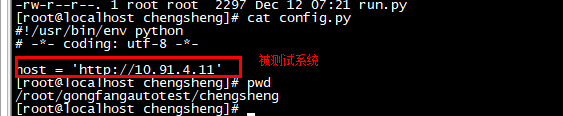 -rw-r--r--. 1 root root  2297 Dec 12 07:21 run.py
[root@localhost chengsheng]# cat config.py
#!/usr/bin/env python
# -*- coding: utf-8 -*-
host = 'http://10.91.4.11' 被测试系统
[root@localhost chengsheng]# pwd
/root/gongfangautotest/chengsheng
[root@localhost chengsheng]#